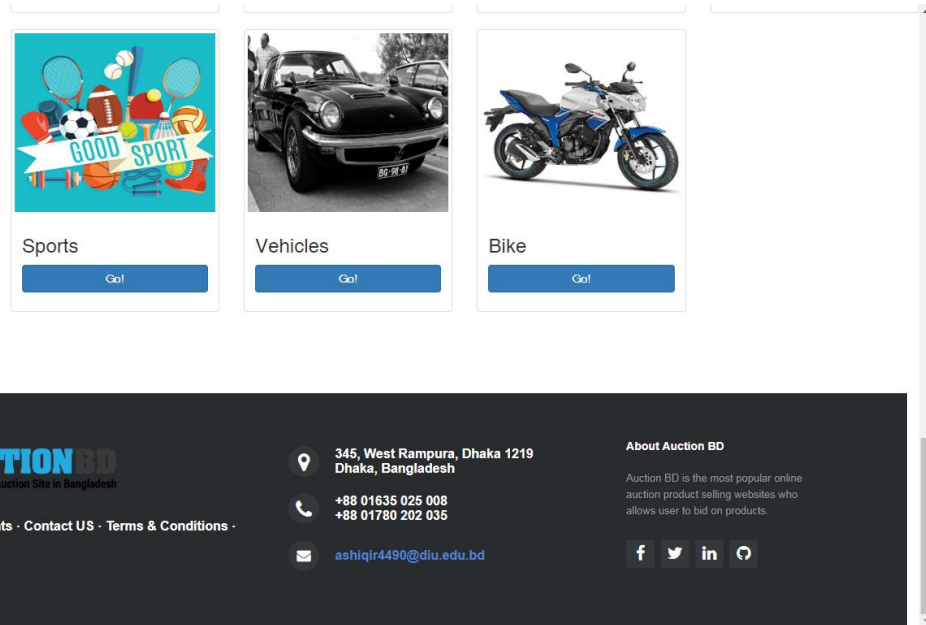 GOOD SPORT
BG-98-87
Sports
Vehicles
Bike
Go!
Go!
Go!
TIONBD
Auction Site in Bangladesh
ts · Contact US · Terms & Conditions ·
345, West Rampura, Dhaka 1219
Dhaka, Bangladesh
+88 01635 025 008
+88 01780 202 035
ashiqir4490@diu.edu.bd
About Auction BD
Auction BD is the most popular online
auction product selling websites who
allows user to bid on products.